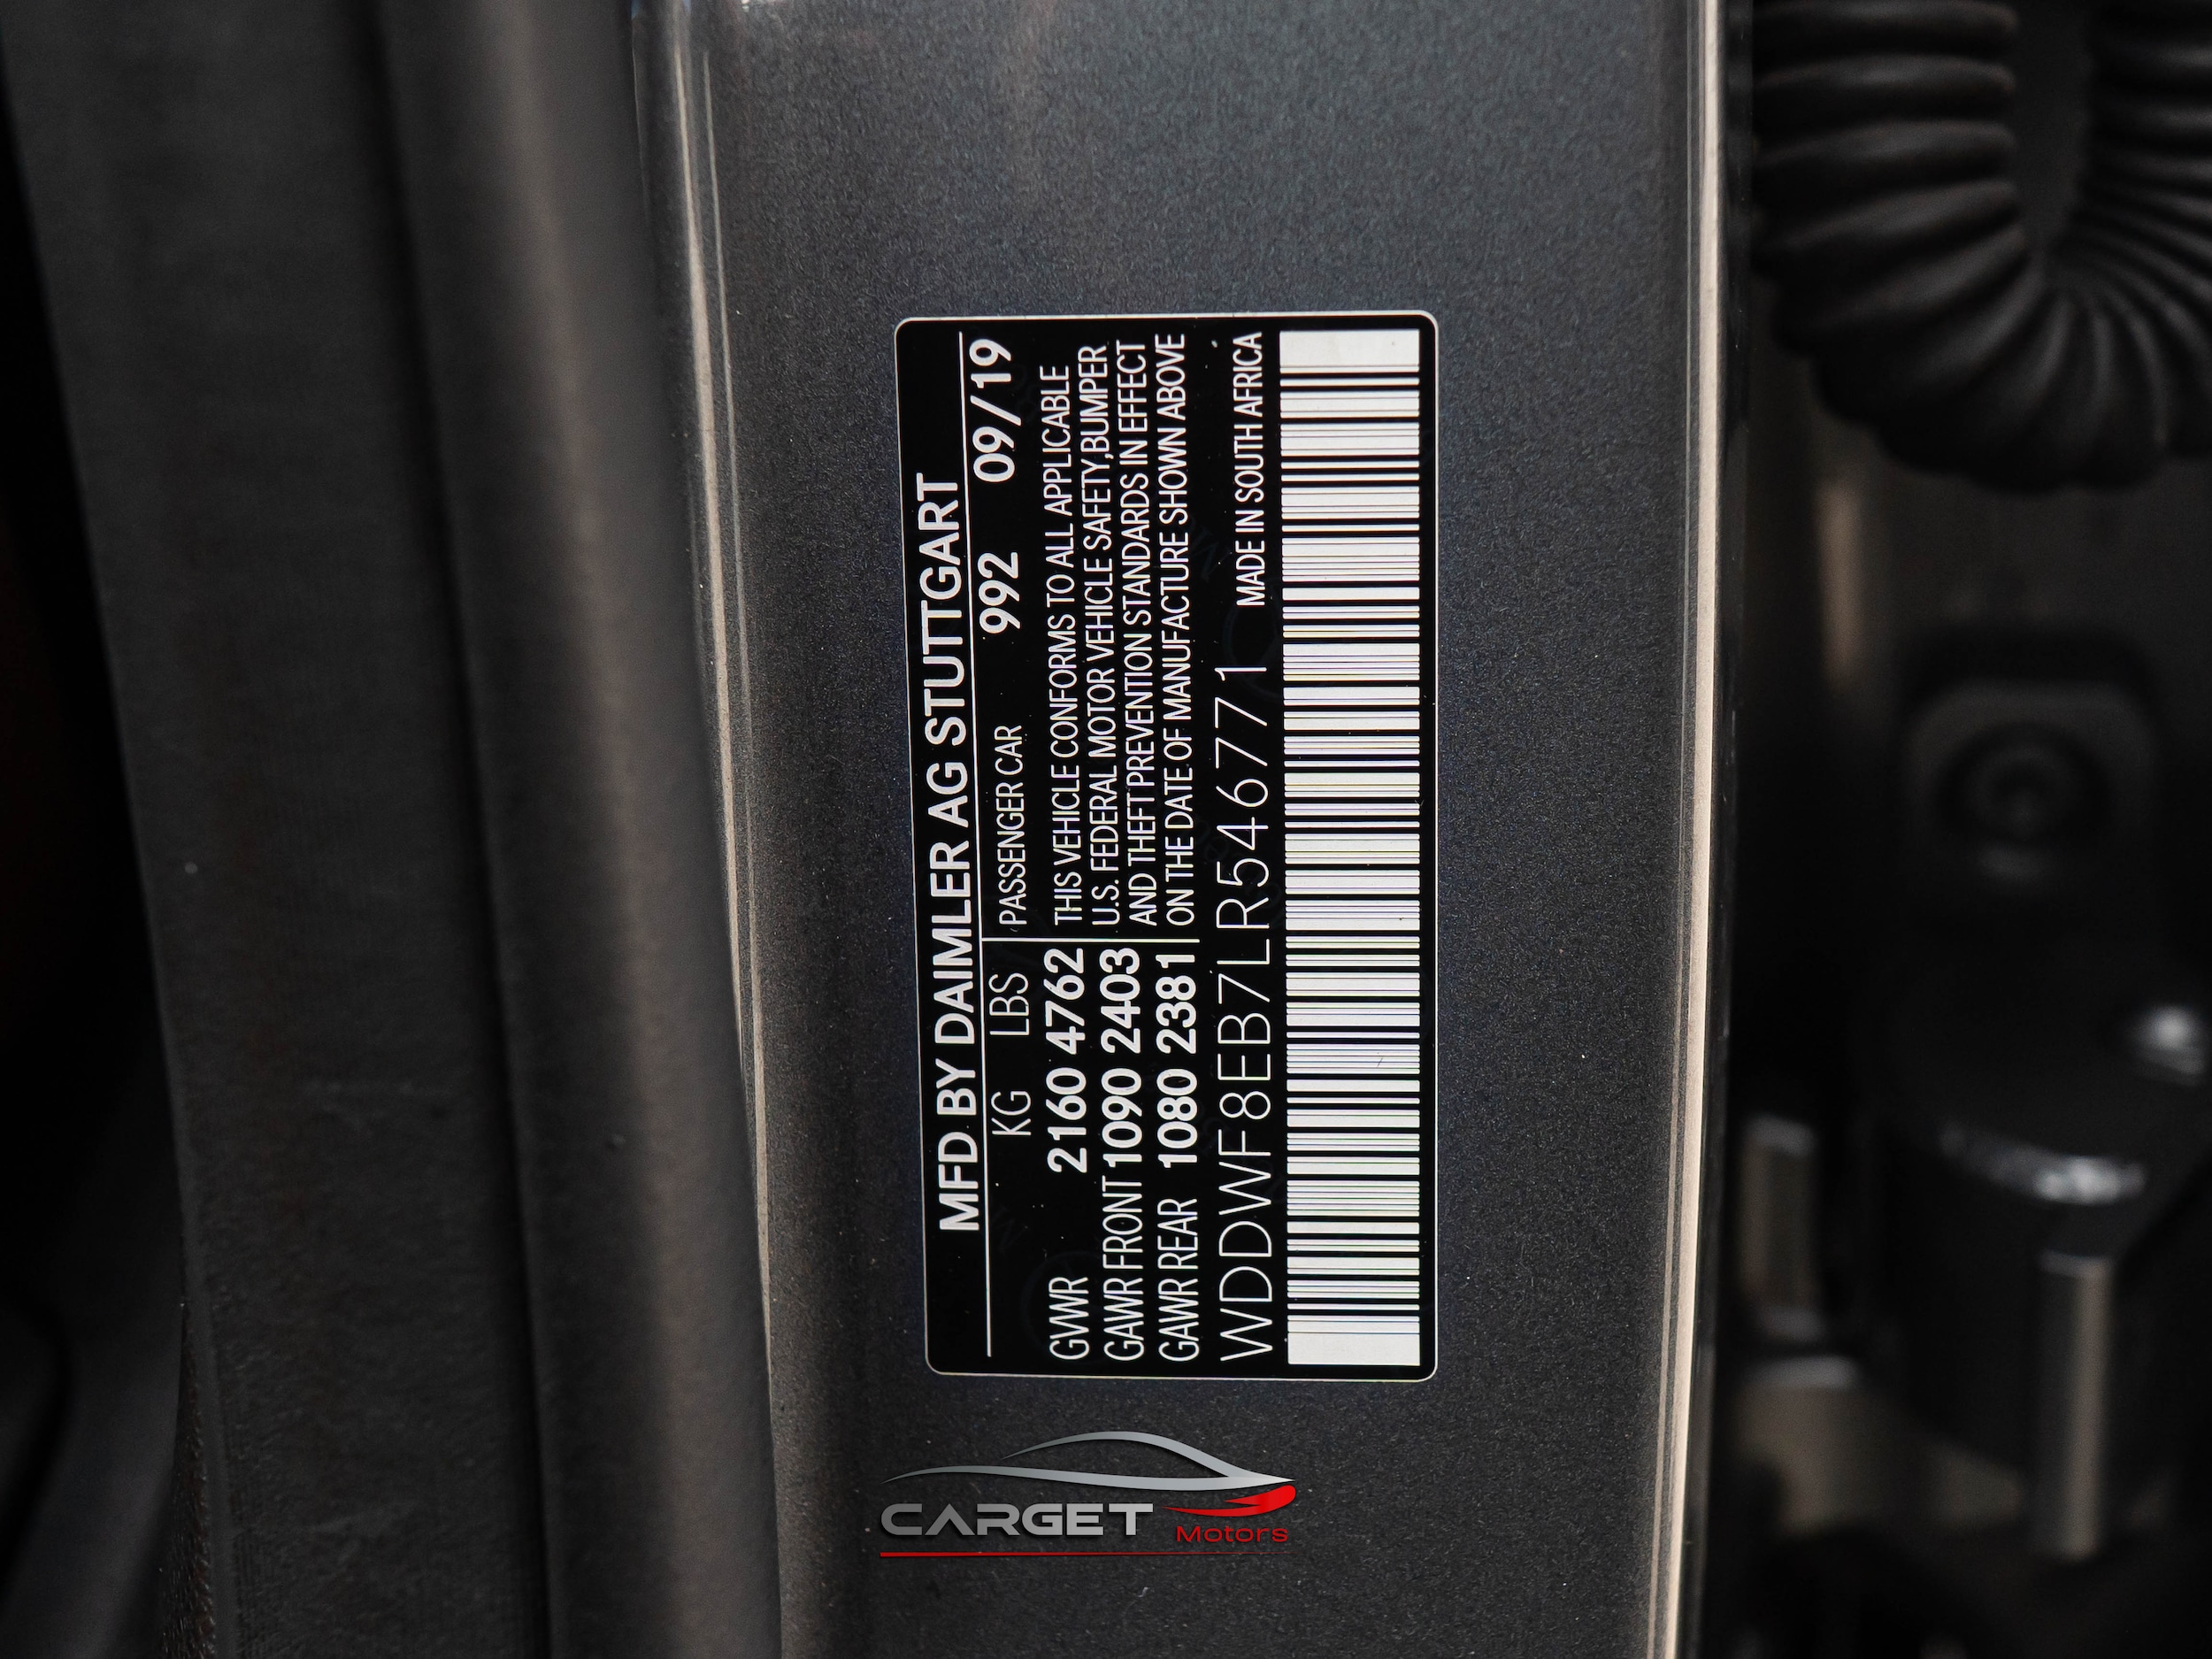 MFD BY DAIMLER AG STUTTGART
KG LBS PASSENGER CAR 992 09/19
GVWR 2160 4762
GAWR FRONT 1090 2403
GAWR REAR 1080 2381
THIS VEHICLE CONFORMS TO ALL APPLICABLE
U.S. FEDERAL MOTOR VEHICLE SAFETY,BUMPER
AND THEFT PREVENTION STANDARDS IN EFFECT
ON THE DATE OF MANUFACTURE SHOWN ABOVE
WDDWF8EB7LR546771 MADE IN SOUTH AFRICA
CARGET Motors